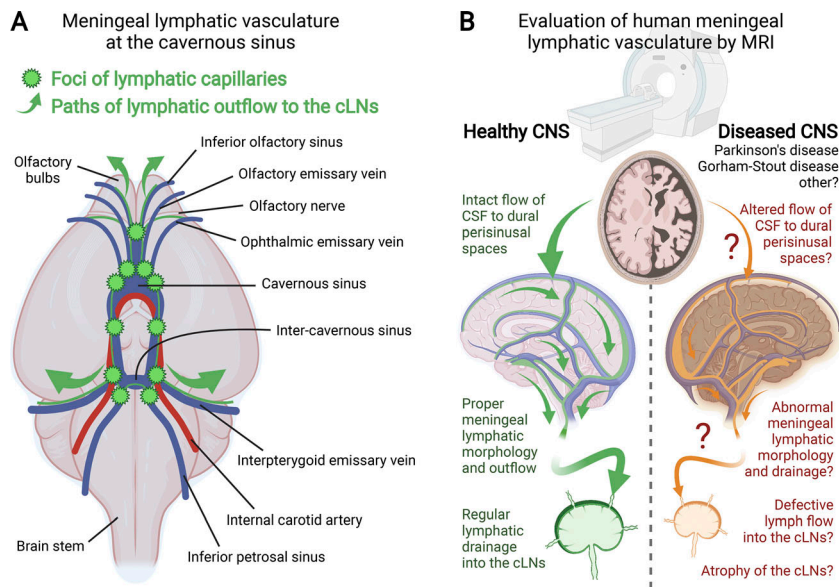 A
Meningeal lymphatic vasculature
at the cavernous sinus
Foci of lymphatic capillaries
Paths of lymphatic outflow to the cLNs
Inferior olfactory sinus
Olfactory
bulbs
Olfactory emissary vein
Olfactory nerve
Ophthalmic emissary vein
Cavernous sinus
Inter-cavernous sinus
Interpterygoid emissary vein
Internal carotid artery
Brain stem
Inferior petrosal sinus
B
Evaluation of human meningeal
lymphatic vasculature by MRI
Healthy CNS
Diseased CNS
Parkinson's disease
Gorham-Stout disease
other?
Intact flow of
CSF to dural
perisinusal
spaces
Altered flow of
CSF to dural
perisinusal
spaces?
?
Proper
meningeal
lymphatic
morphology
and outflow
Abnormal
meningeal
lymphatic
morphology
and drainage?
?
Regular
lymphatic
drainage
into the cLNs
Defective
lymph flow
into the cLNs?
Atrophy of the cLNs?